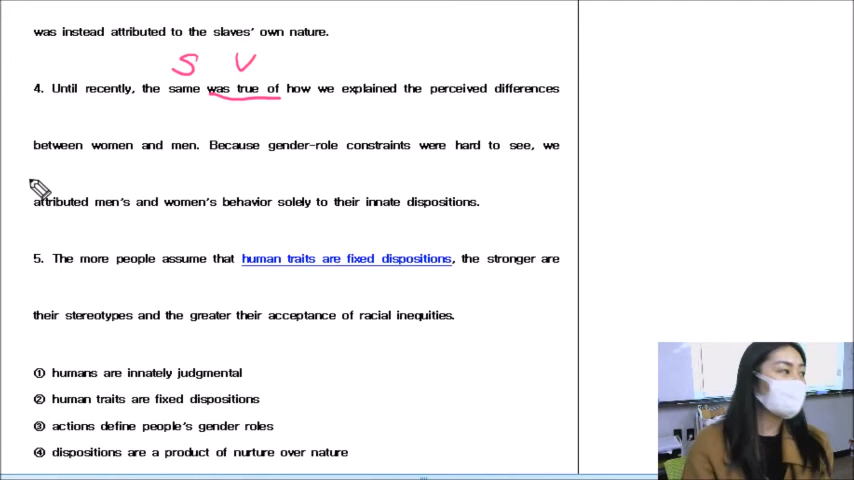 was instead attributed to the slaves' own nature.
S V
4. Until recently, the same was true of how we explained the perceived differences
between women and men. Because gender-role constraints were hard to see, we
attributed men's and women's behavior solely to their innate dispositions.
5. The more people assume that human traits are fixed dispositions, the stronger are
their stereotypes and the greater their acceptance of racial inequities.
① humans are innately judgmental
② human traits are fixed dispositions
③ actions define people's gender roles
④ dispositions are a product of nurture over nature